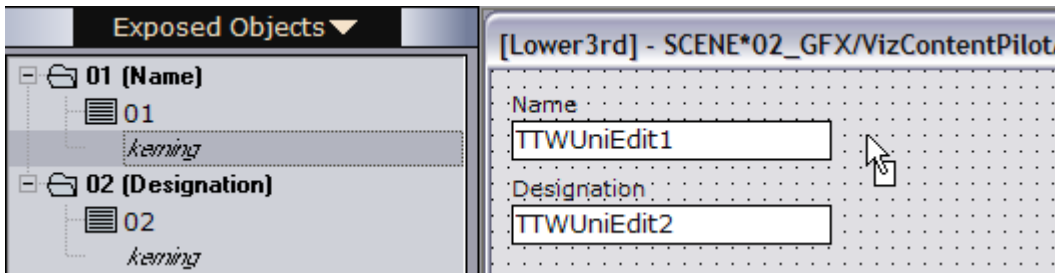 Exposed Objects
01 (Name)
01
kerning
02 (Designation)
02
kerning
[Lower3rd] - SCENE*02_GFX/VizContentPilot
Name
TTWUniEdit1
Designation
TTWUniEdit2